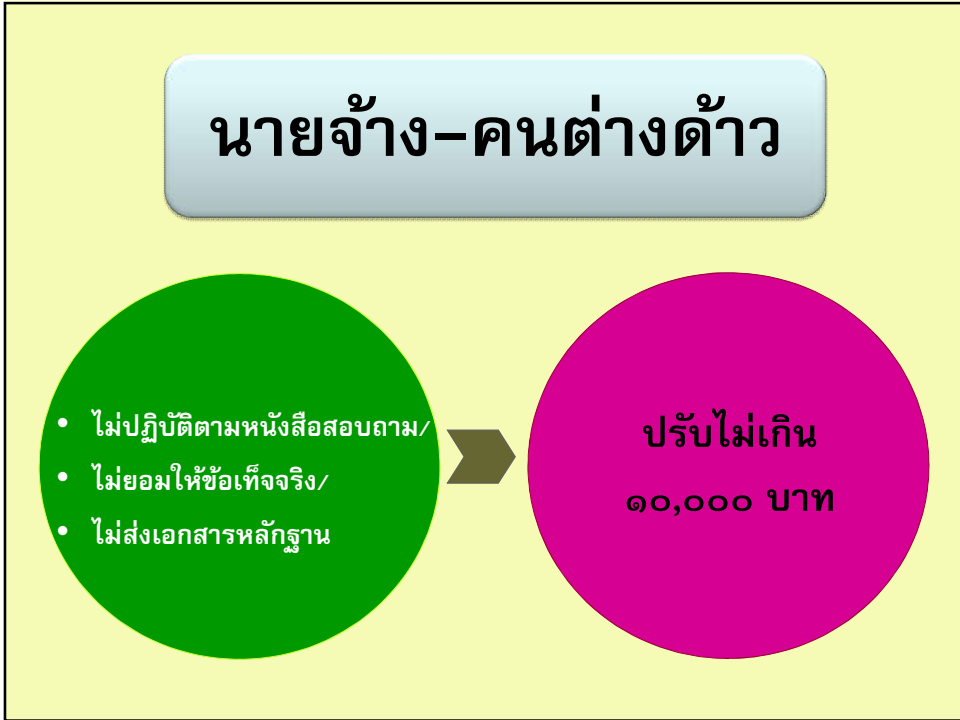 นายจ้าง-คนต่างด้าว
• ไม่ปฏิบัติตามหนังสือสอบถาม/
• ไม่ยอมให้ข้อเท็จจริง/
• ไม่ส่งเอกสารหลักฐาน
ปรับไม่เกิน
๑๐,๐๐๐ บาท